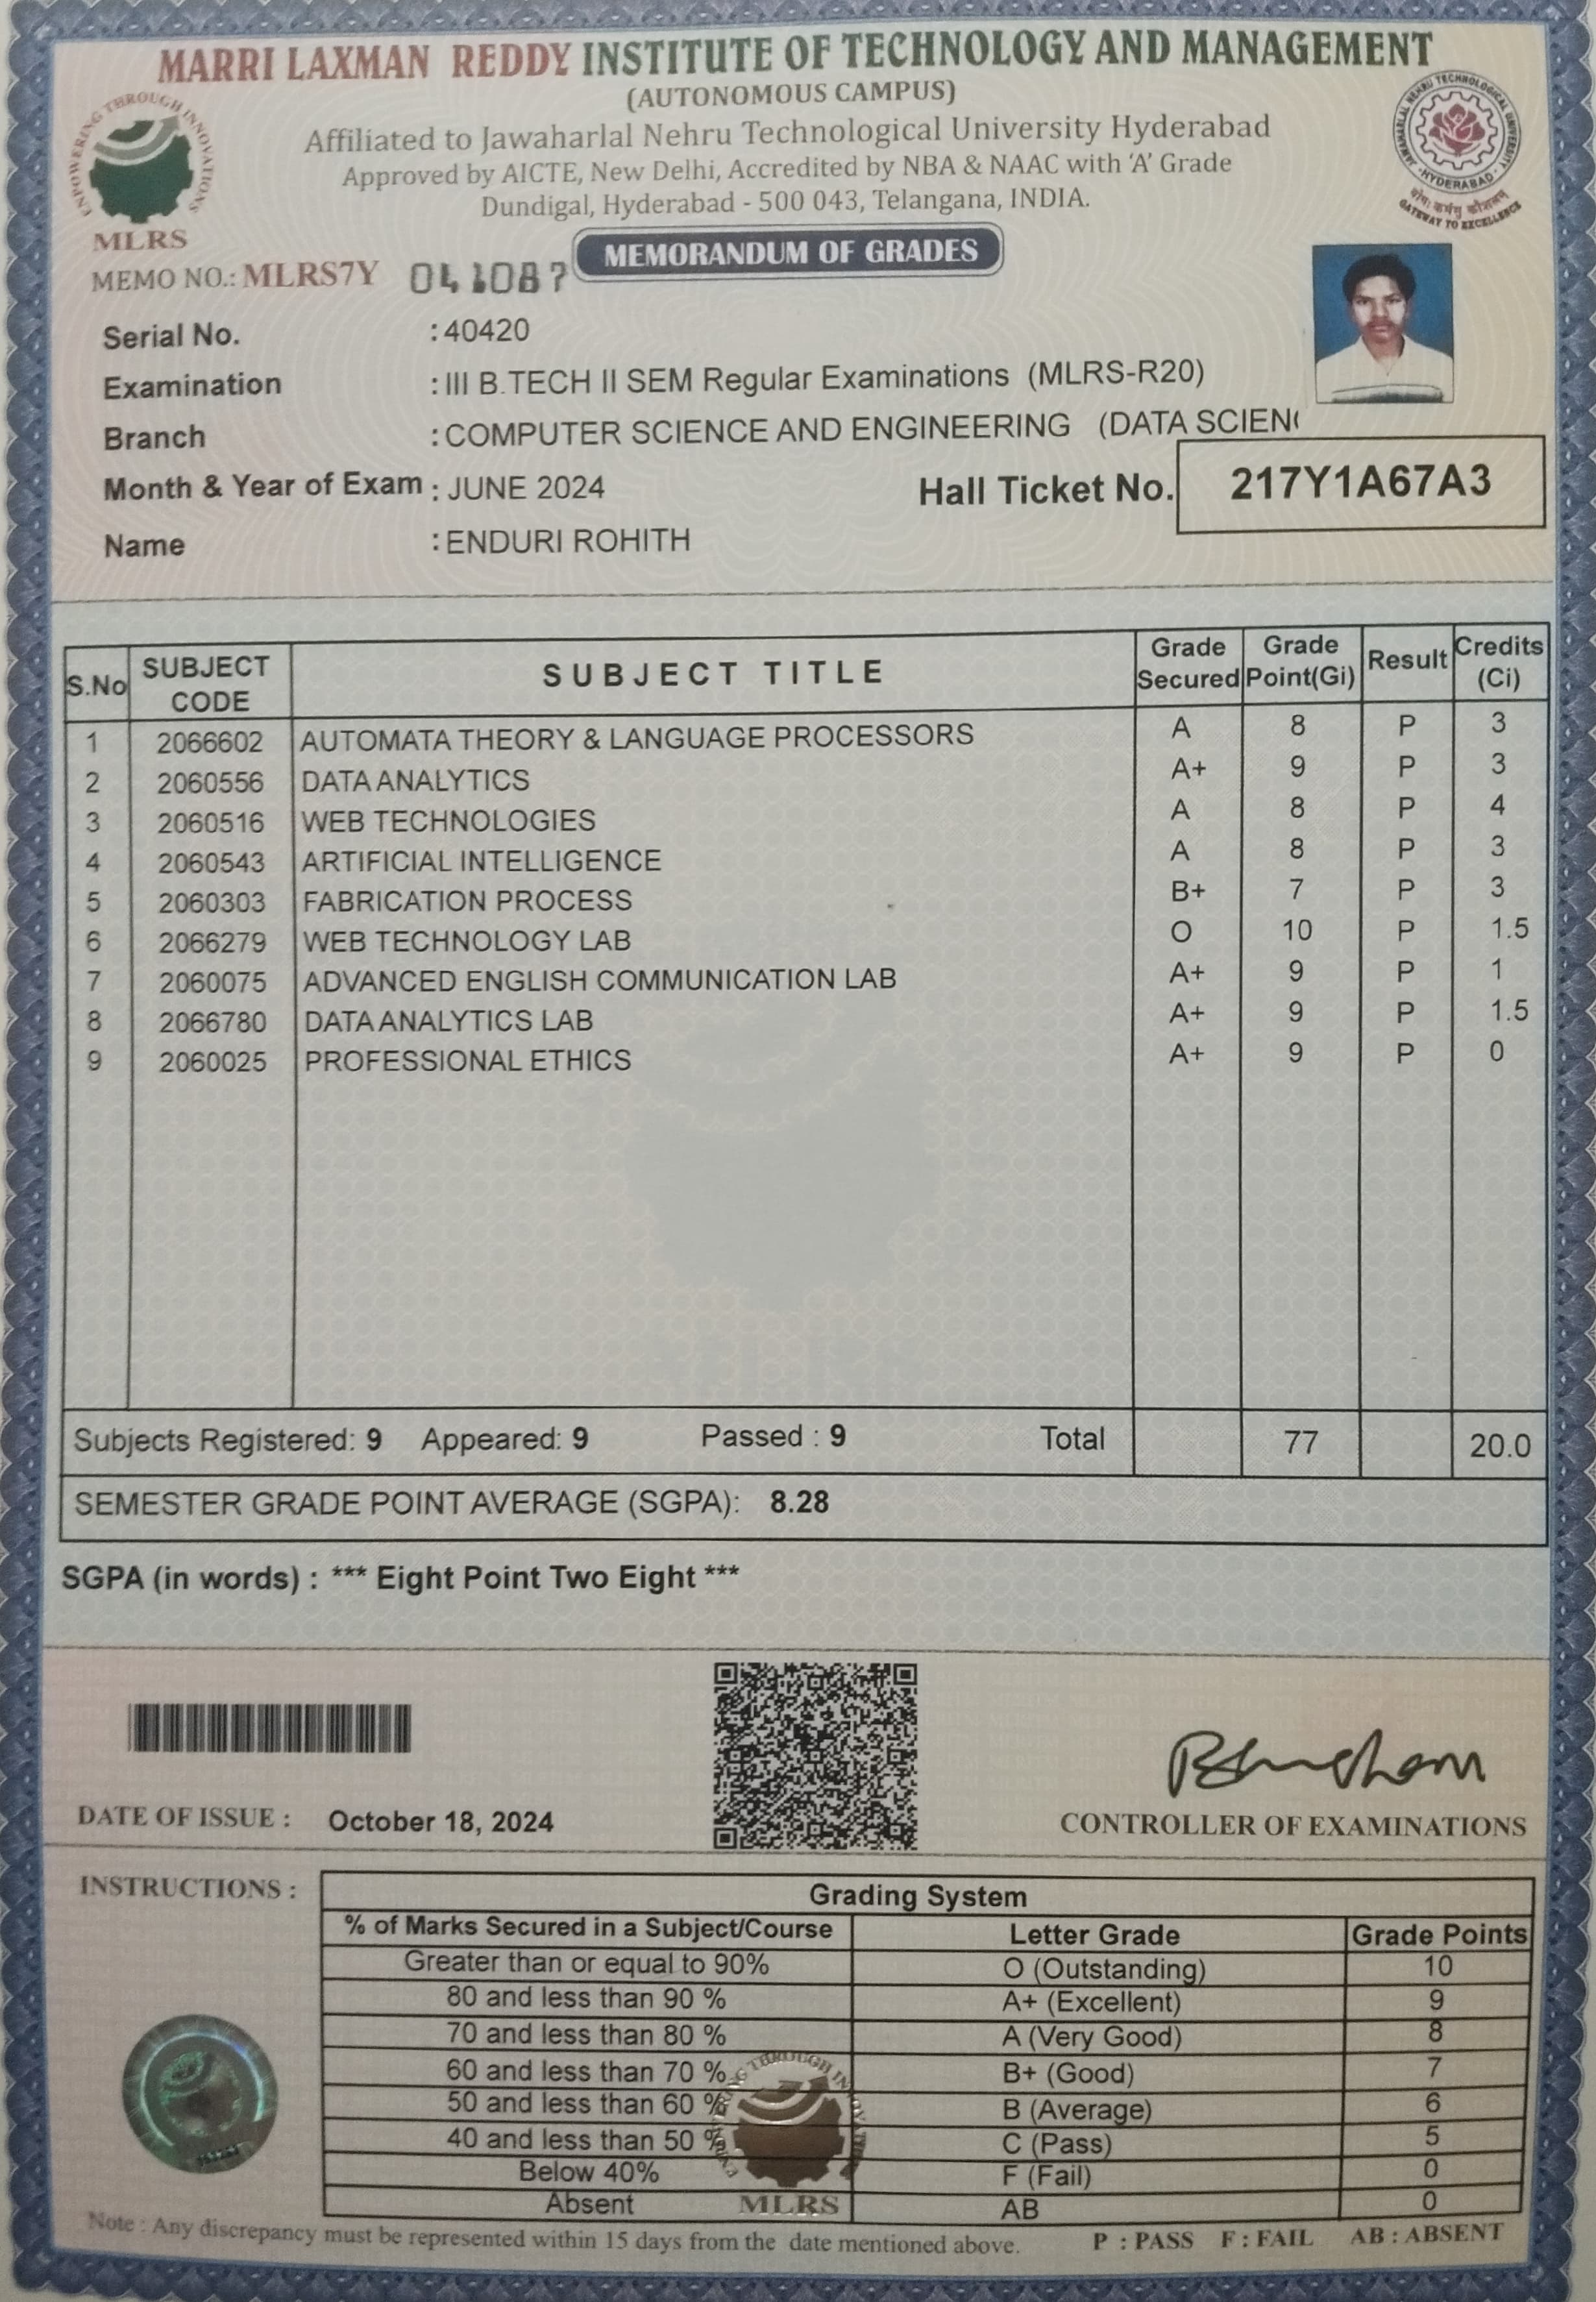 MARRI LAXMAN REDDY INSTITUTE OF TECHNOLOGY AND MANAGEMENT
(AUTONOMOUS CAMPUS)
Affiliated to Jawaharlal Nehru Technological University Hyderabad
Approved by AICTE, New Delhi, Accredited by NBA & NAAC with 'A' Grade
Dundigal, Hyderabad - 500 043, Telangana, INDIA.
EMPOWERING THROUGH INNOVATIONS
MLRS
JAWAHARLAL NEHRU TECHNOLOGICAL UNIVERSITY
HYDERABAD
योगः कर्मसु कौशलम्
GATEWAY TO EXCELLENCE
MEMORANDUM OF GRADES
MEMO NO.: MLRS7Y 041087
Serial No. : 40420
Examination : III B.TECH II SEM Regular Examinations (MLRS-R20)
Branch : COMPUTER SCIENCE AND ENGINEERING (DATA SCIEN
Month & Year of Exam : JUNE 2024 Hall Ticket No. 217Y1A67A3
Name : ENDURI ROHITH
S.No SUBJECT CODE SUBJECT TITLE Grade Secured Grade Point(Gi) Result Credits (Ci)
1 2066602 AUTOMATA THEORY & LANGUAGE PROCESSORS A 8 P 3
2 2060556 DATA ANALYTICS A+ 9 P 3
3 2060516 WEB TECHNOLOGIES A 8 P 4
4 2060543 ARTIFICIAL INTELLIGENCE A 8 P 3
5 2060303 FABRICATION PROCESS B+ 7 P 3
6 2066279 WEB TECHNOLOGY LAB O 10 P 1.5
7 2060075 ADVANCED ENGLISH COMMUNICATION LAB A+ 9 P 1
8 2066780 DATA ANALYTICS LAB A+ 9 P 1.5
9 2060025 PROFESSIONAL ETHICS A+ 9 P 0
Subjects Registered: 9 Appeared: 9 Passed : 9 Total 77 20.0
SEMESTER GRADE POINT AVERAGE (SGPA): 8.28
SGPA (in words) : *** Eight Point Two Eight ***
DATE OF ISSUE : October 18, 2024
CONTROLLER OF EXAMINATIONS
INSTRUCTIONS :
Grading System
% of Marks Secured in a Subject/Course Letter Grade Grade Points
Greater than or equal to 90% O (Outstanding) 10
80 and less than 90 % A+ (Excellent) 9
70 and less than 80 % A (Very Good) 8
60 and less than 70 % B+ (Good) 7
50 and less than 60 % B (Average) 6
40 and less than 50 % C (Pass) 5
Below 40% F (Fail) 0
Absent AB 0
MLRS
Note : Any discrepancy must be represented within 15 days from the date mentioned above. P : PASS F : FAIL AB : ABSENT